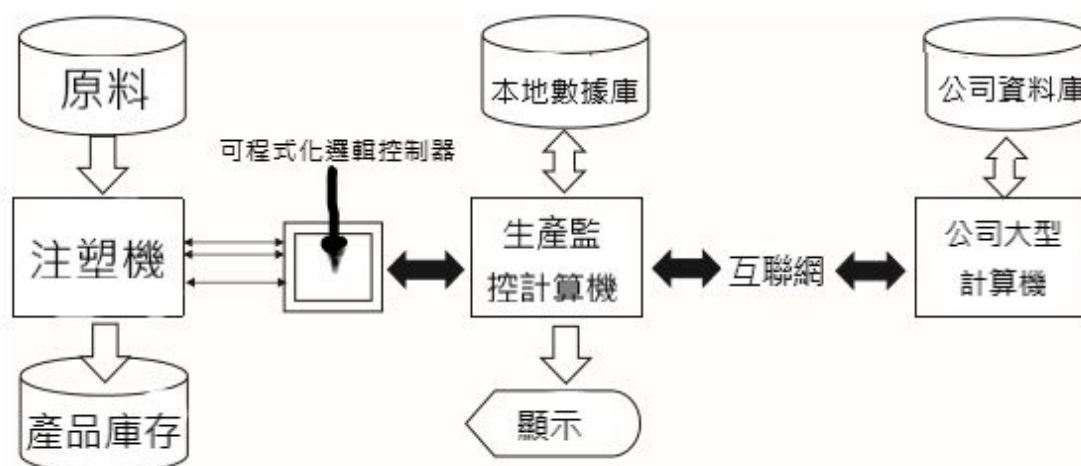 原料
本地數據庫
公司資料庫
可程式化邏輯控制器
注塑機
生產監
控計算機
互聯網
公司大型
計算機
產品庫存
顯示